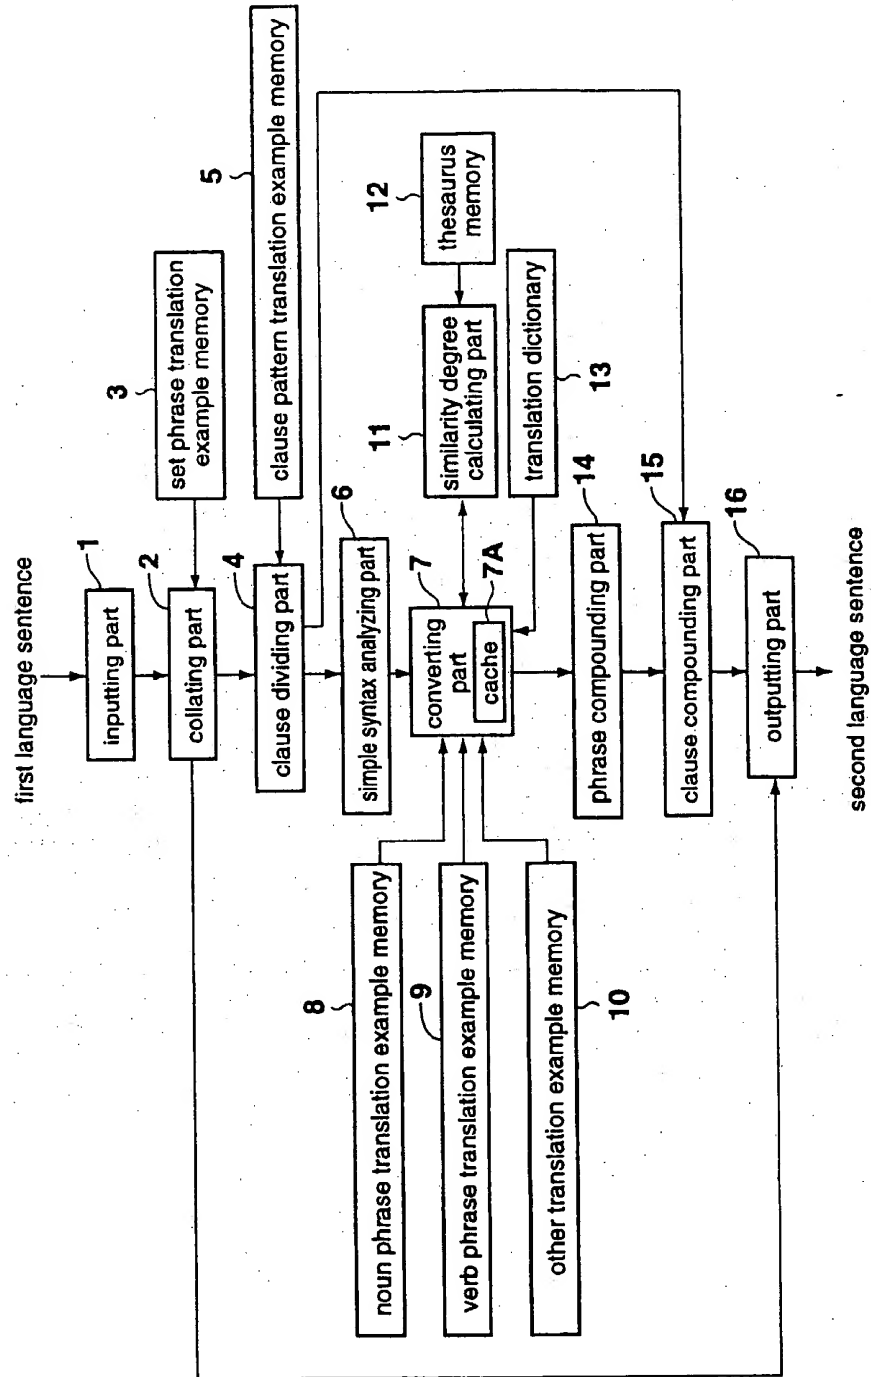 first language sentence
1
inputting part
2
collating part
3
set phrase translation
example memory
4
clause dividing part
5
clause pattern translation example memory
6
simple syntax analyzing part
7
converting
part
7A
cache
8
noun phrase translation example memory
9
verb phrase translation example memory
10
other translation example memory
11
similarity degree
calculating part
12
thesaurus
memory
13
translation dictionary
14
phrase compounding part
15
clause compounding part
16
outputting part
second language sentence